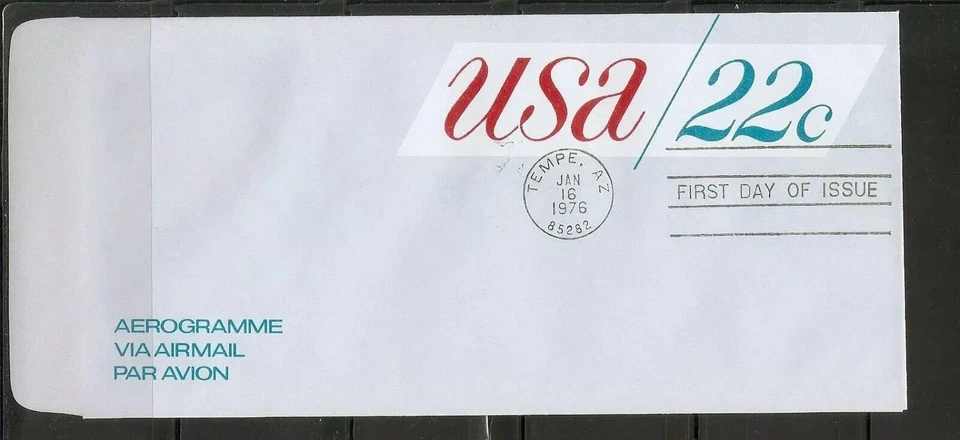 usa/22c
TEMPE, AZ
JAN
16
1976
85282
FIRST DAY OF ISSUE
AEROGRAMME
VIA AIRMAIL
PAR AVION